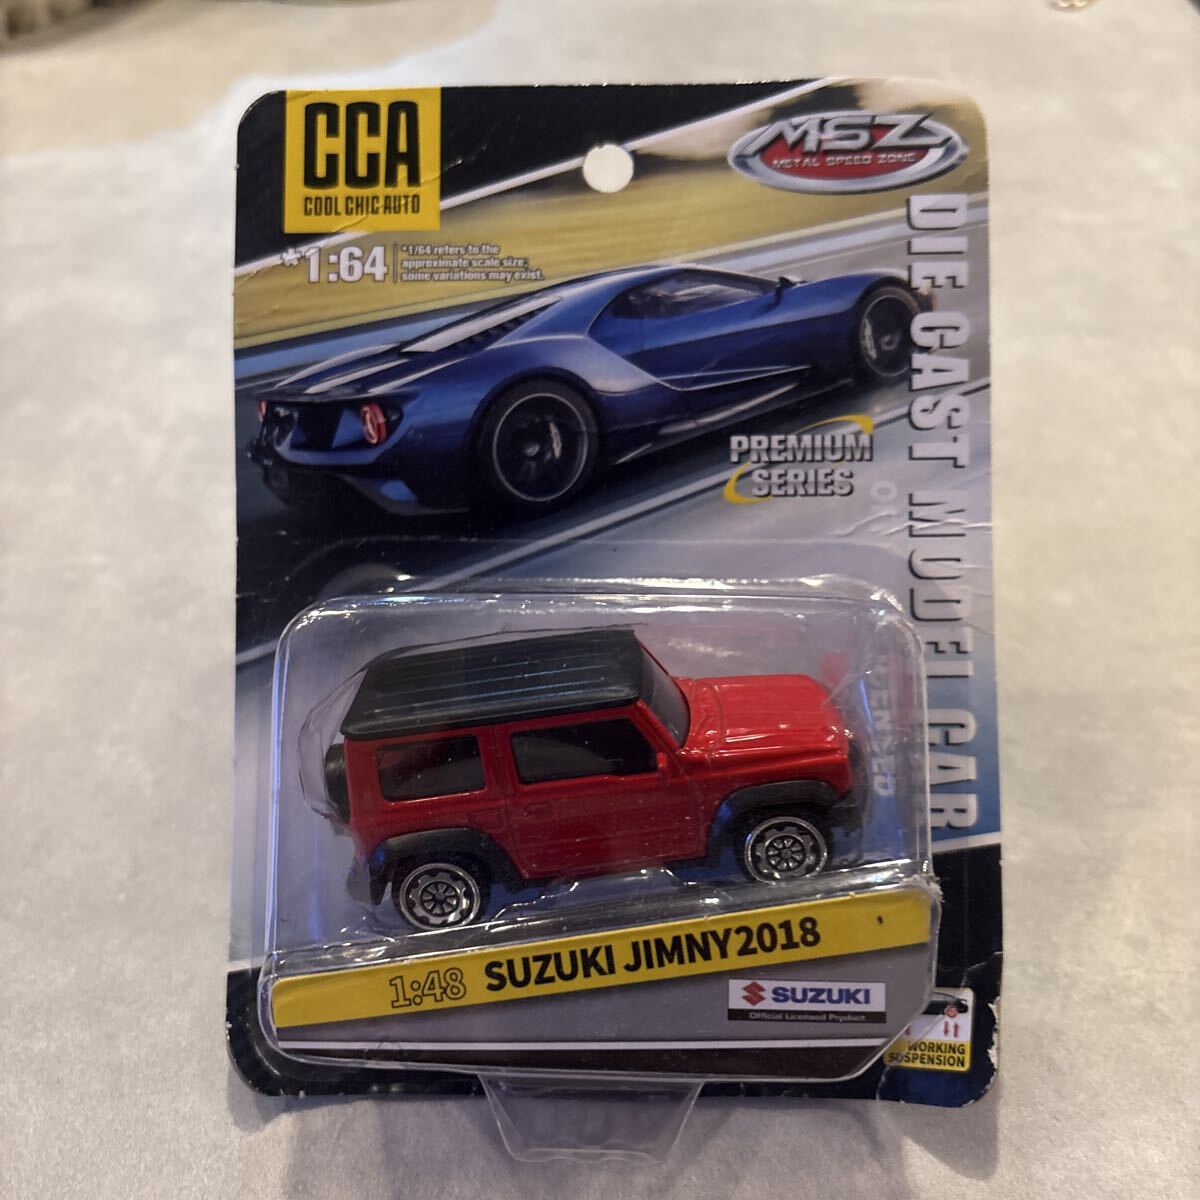 CCA
COOL CHIC AUTO
*1:64
*1/64 refers to the
approximate scale size;
some variations may exist.
MSZ
METAL SPEED ZONE
DIE CAST MODEL CAR
PREMIUM
SERIES
1:48 SUZUKI JIMNY2018
SUZUKI
Official Licensed Product
WORKING
SUSPENSION